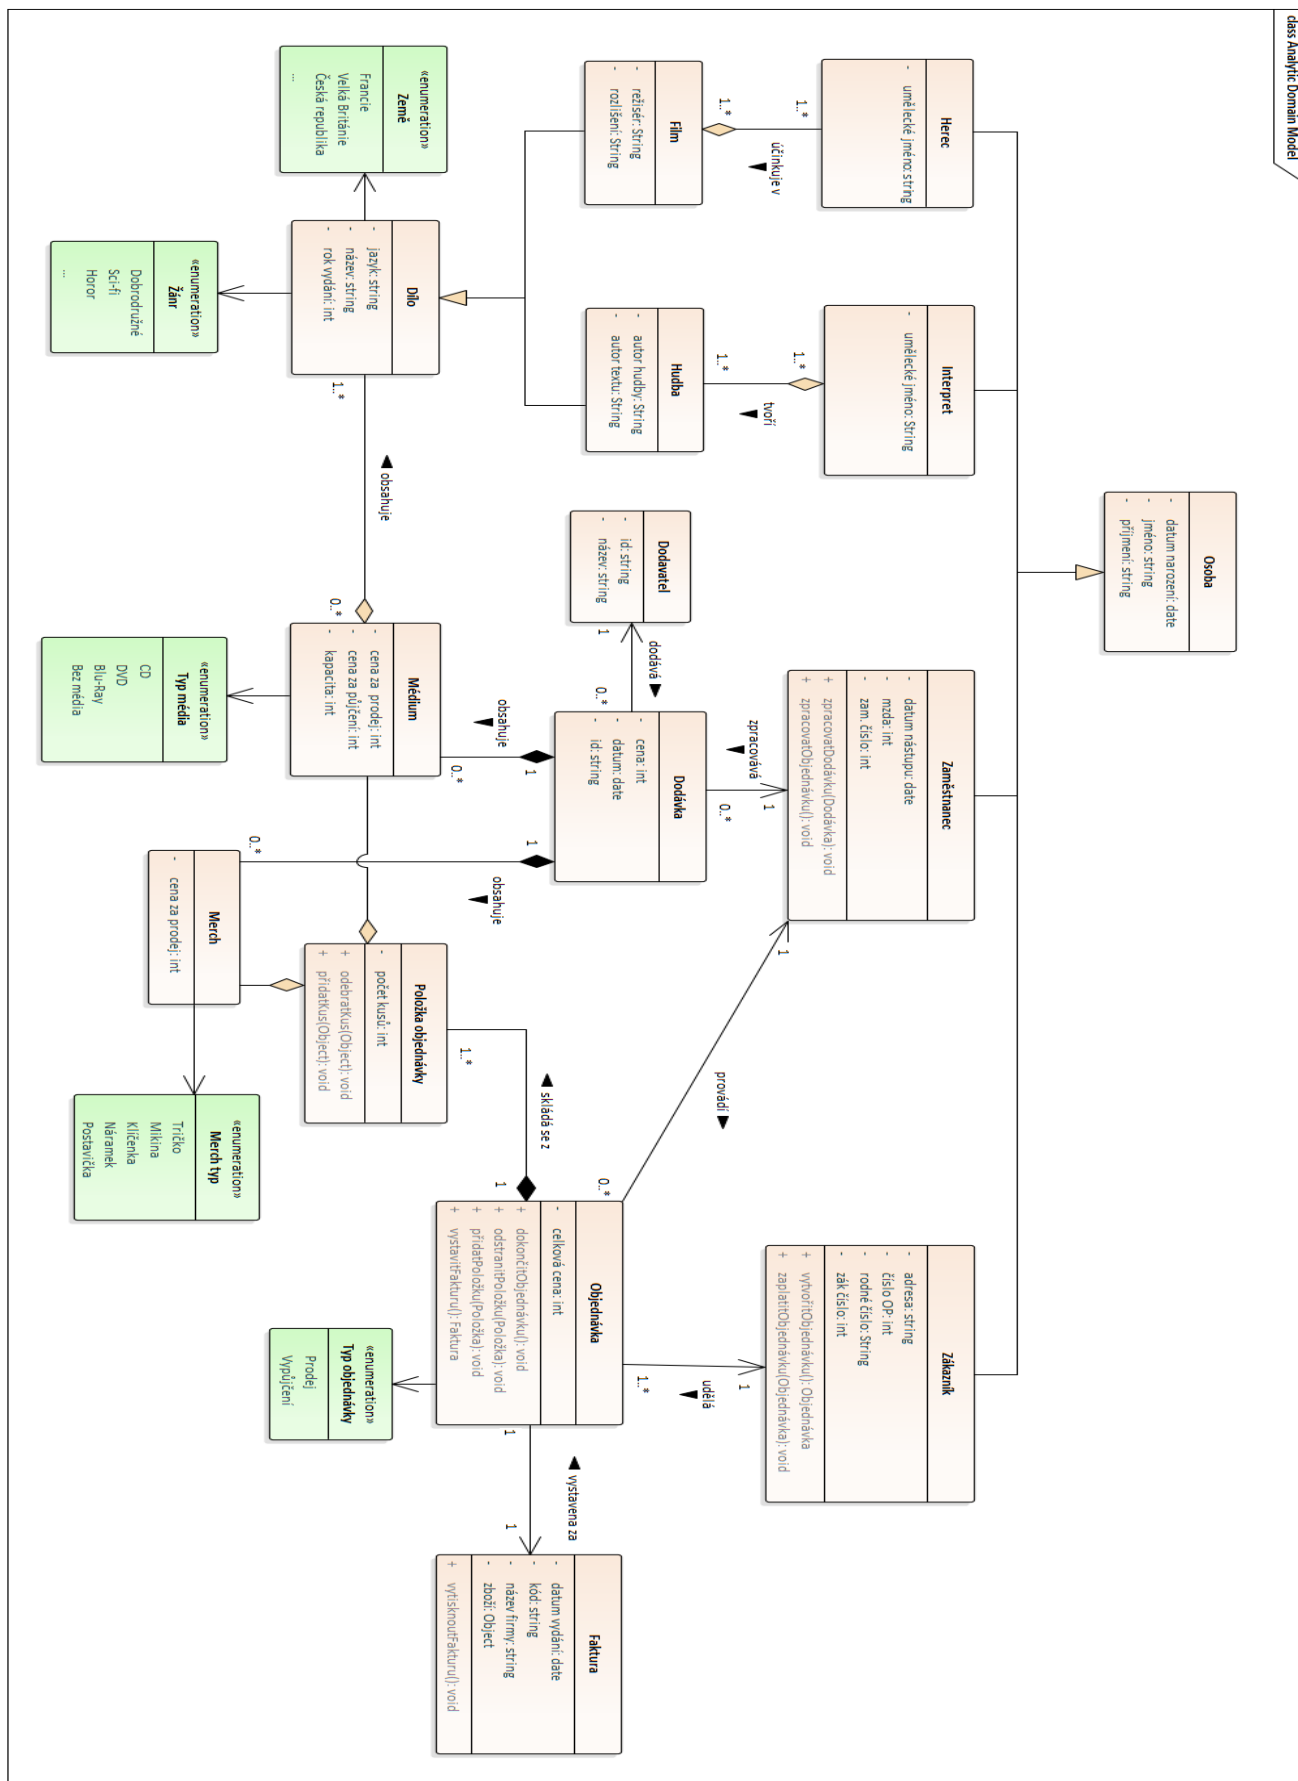 class Analytic Domain Model
Osoba
- datum narození: date
- jméno: string
- příjmení: string
Herec
- umělecké jméno: string
Interpret
- umělecké jméno: String
Zaměstnanec
- datum nástupu: date
- mzda: int
- zam. číslo: int
+ zpracovatDodávku(Dodávka): void
+ zpracovatObjednávku(): void
Zákazník
- adresa: string
- číslo OP: int
- rodné číslo: String
- zák číslo: int
+ vytvořitObjednávku(): Objednávka
+ zaplatitObjednávku(Objednávka): void
1..*
účinkuje v
1..*
1..*
tvoří
1..*
1
zpracovává
0..*
1
provádí
0..*
1
udělá
1..*
Film
- režisér: String
- rozlišení: String
Hudba
- autor hudby: String
- autor textu: String
Dodavatel
- id: string
- název: string
1
dodává
0..*
Dodávka
- cena: int
- datum: date
- id: string
1
obsahuje
0..*
1
obsahuje
0..*
Objednávka
- celková cena: int
+ dokončitObjednávku(): void
+ odstranitPoložku(Položka): void
+ přidatPoložku(Položka): void
+ vystavitFakturu(): Faktura
1
skládá se z
1..*
1
vystavena za
1
Faktura
- datum vydání: date
- kód: string
- název firmy: string
- zboží: Object
+ vytisknoutFakturu(): void
«enumeration»
Země
Francie
Velká Británie
Česká republika
...
Dílo
- jazyk: string
- název: string
- rok vydání: int
1..*
obsahuje
0..*
Médium
- cena za prodej: int
- cena za půjčení: int
- kapacita: int
Položka objednávky
- počet kusů: int
+ odebratKus(Object): void
+ přidatKus(Object): void
«enumeration»
Typ objednávky
Prodej
Vypůjčení
«enumeration»
Žánr
Dobrodružné
Sci-fi
Horor
...
«enumeration»
Typ média
CD
DVD
Blu-Ray
Bez média
Merch
- cena za prodej: int
«enumeration»
Merch typ
Tričko
Mikina
Klíčenka
Náramek
Postavička